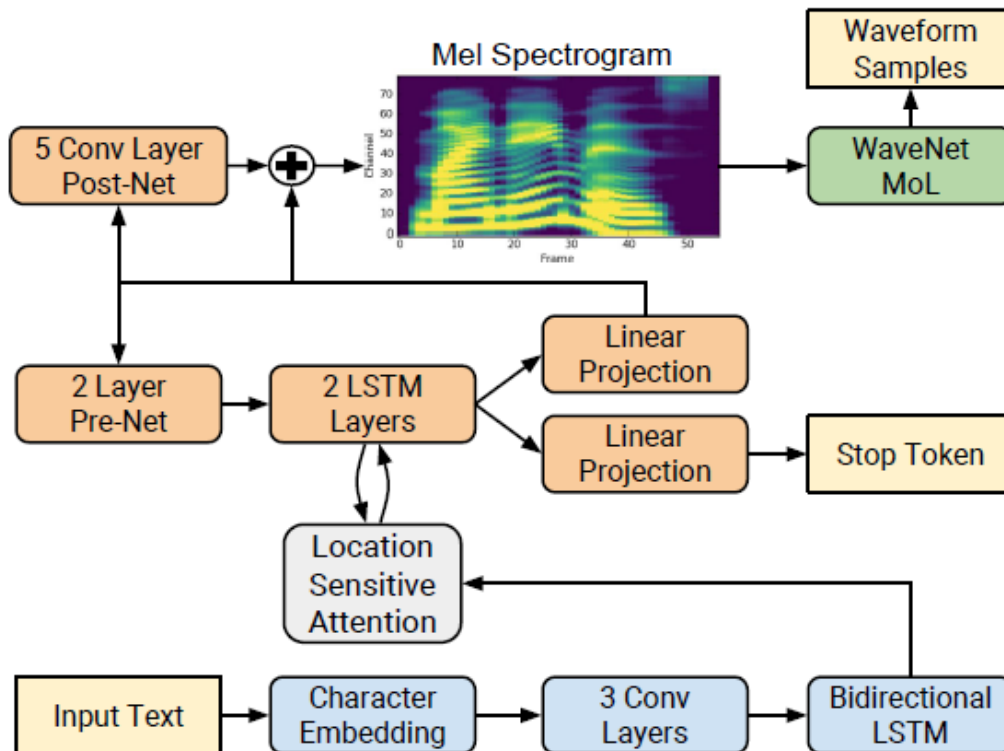 Mel Spectrogram
Waveform
Samples
5 Conv Layer
Post-Net
WaveNet
MoL
Channel
70
60
50
40
30
20
10
0
0 10 20 30 40 50
Frame
2 Layer
Pre-Net
2 LSTM
Layers
Linear
Projection
Linear
Projection
Stop Token
Location
Sensitive
Attention
Input Text
Character
Embedding
3 Conv
Layers
Bidirectional
LSTM